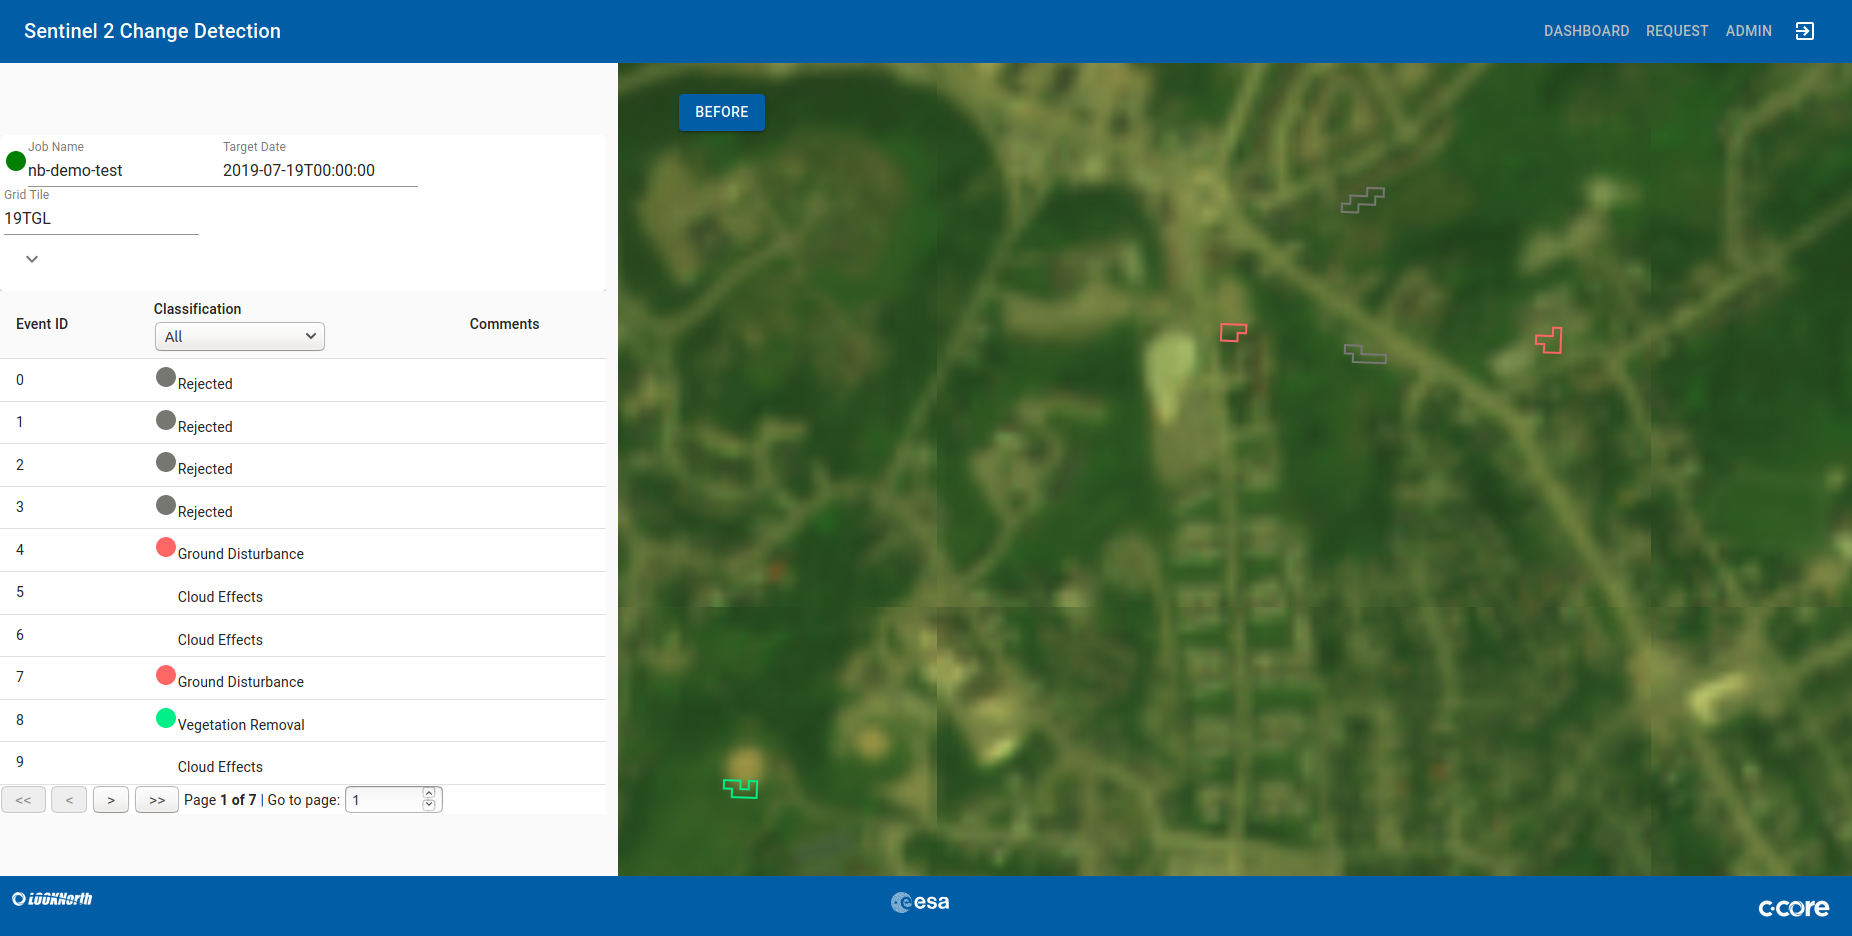 Sentinel 2 Change Detection
DASHBOARD REQUEST ADMIN
BEFORE
Job Name Target Date
nb-demo-test 2019-07-19T00:00:00
Grid Tile
19TGL
Event ID Classification Comments
All
0 Rejected
1 Rejected
2 Rejected
3 Rejected
4 Ground Disturbance
5 Cloud Effects
6 Cloud Effects
7 Ground Disturbance
8 Vegetation Removal
9 Cloud Effects
<< < > >> Page 1 of 7 | Go to page: 1
LOOKNorth
esa
c-core